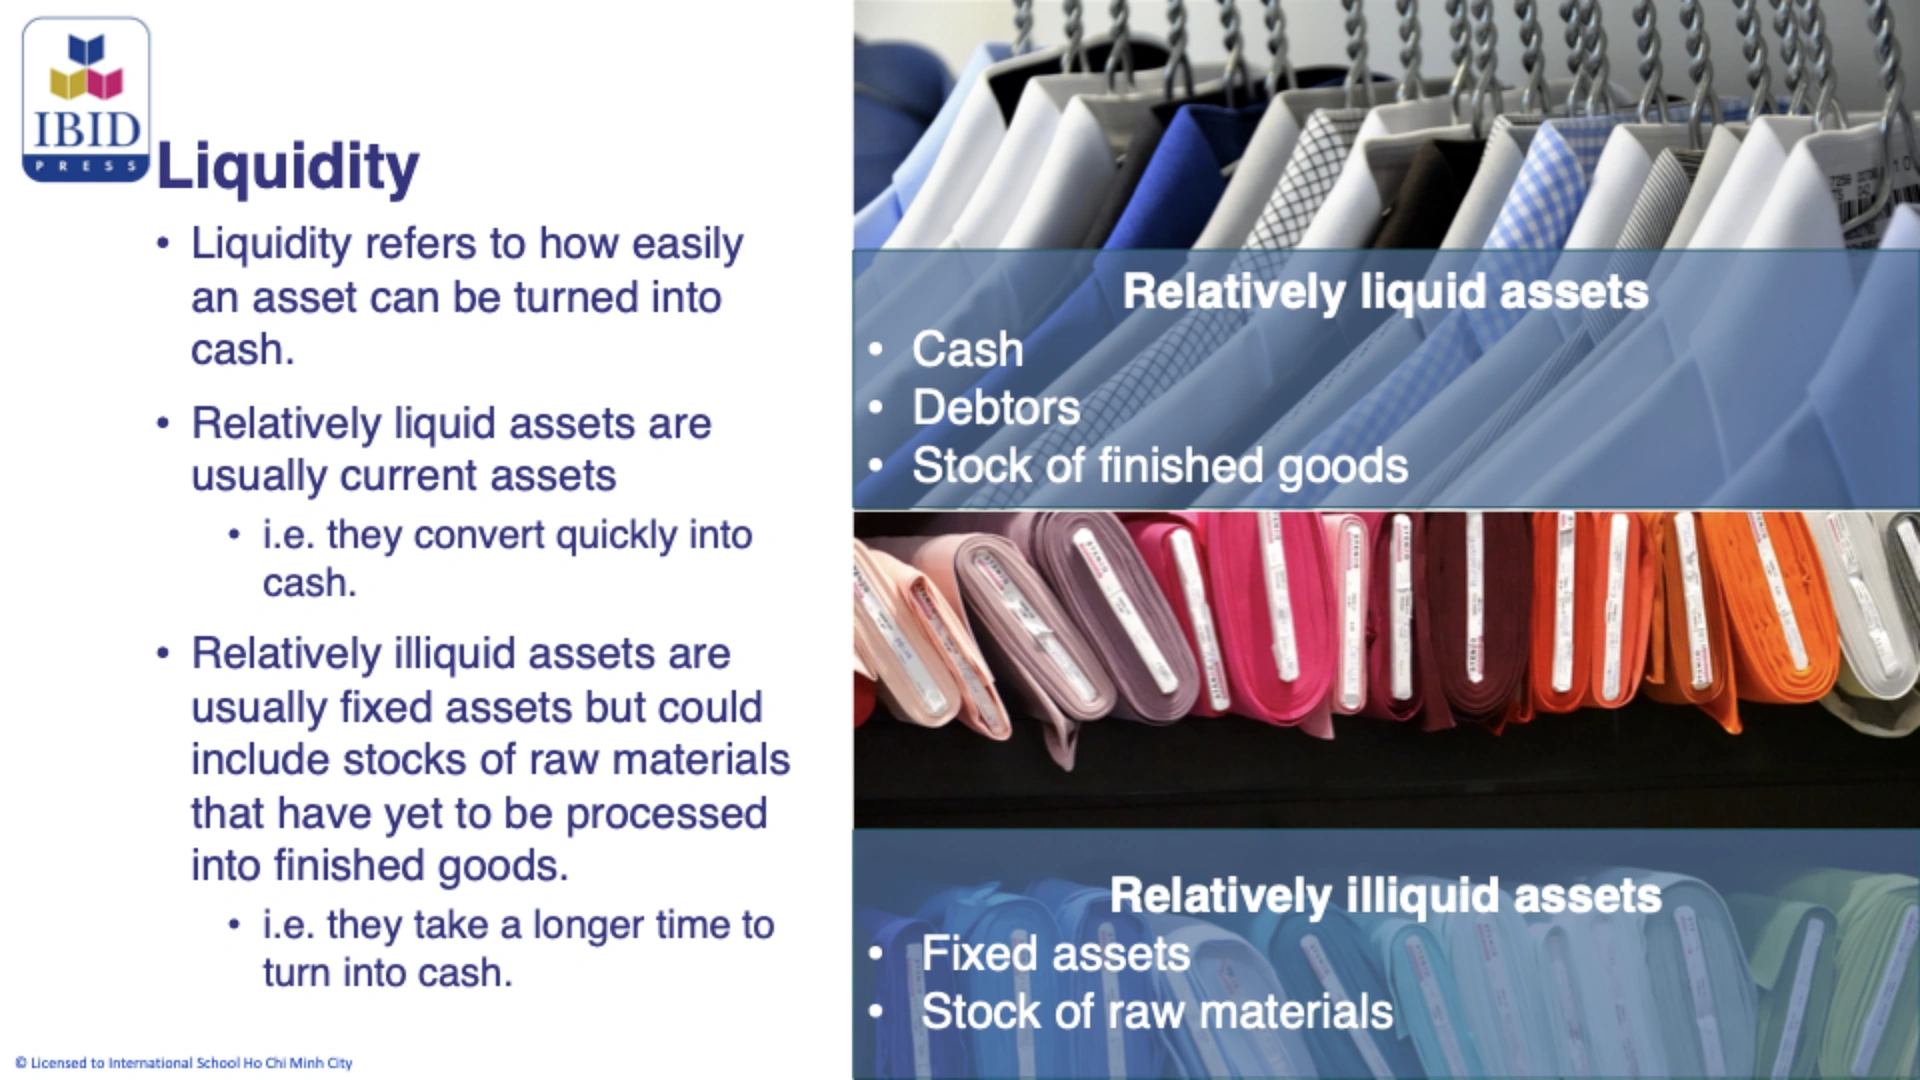 IBID
PRESS
Liquidity
• Liquidity refers to how easily
an asset can be turned into
cash.
• Relatively liquid assets are
usually current assets
• i.e. they convert quickly into
cash.
• Relatively illiquid assets are
usually fixed assets but could
include stocks of raw materials
that have yet to be processed
into finished goods.
• i.e. they take a longer time to
turn into cash.
© Licensed to International School Ho Chi Minh City
Relatively liquid assets
• Cash
• Debtors
• Stock of finished goods
Relatively illiquid assets
• Fixed assets
• Stock of raw materials